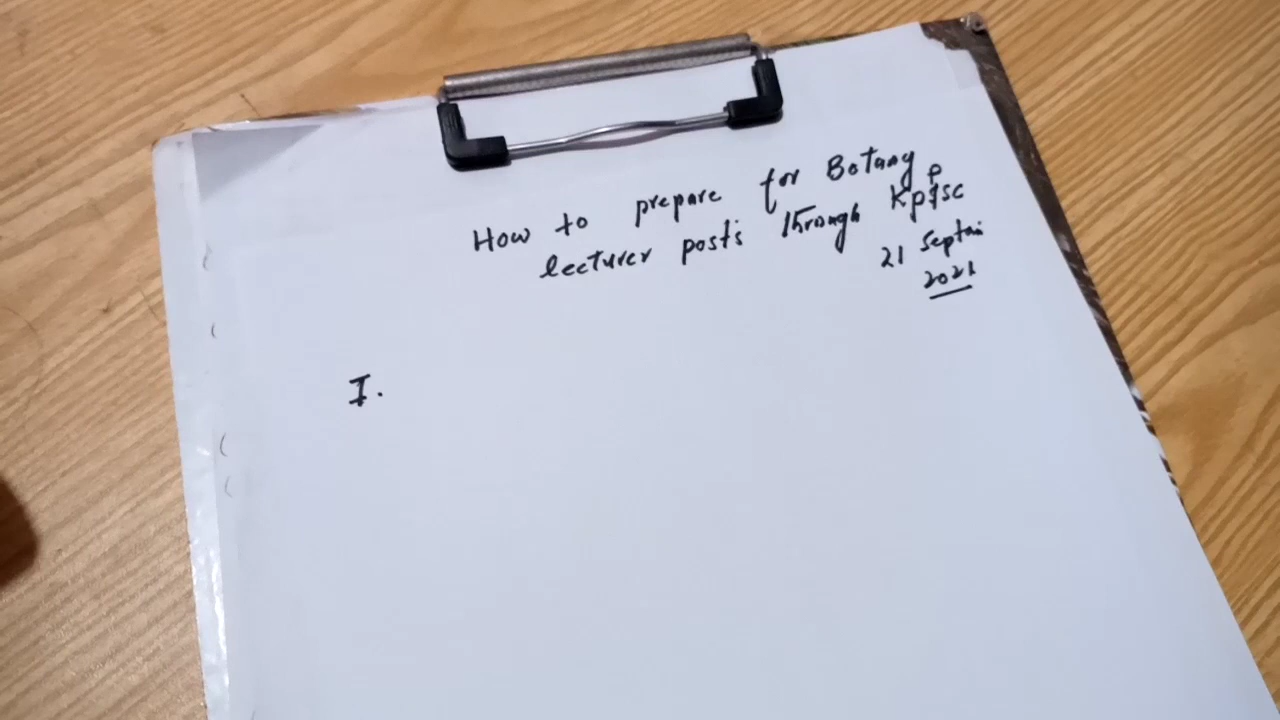 How to prepare for Botany
lecturer posts through KPPSC
21 Septem
2021
I.